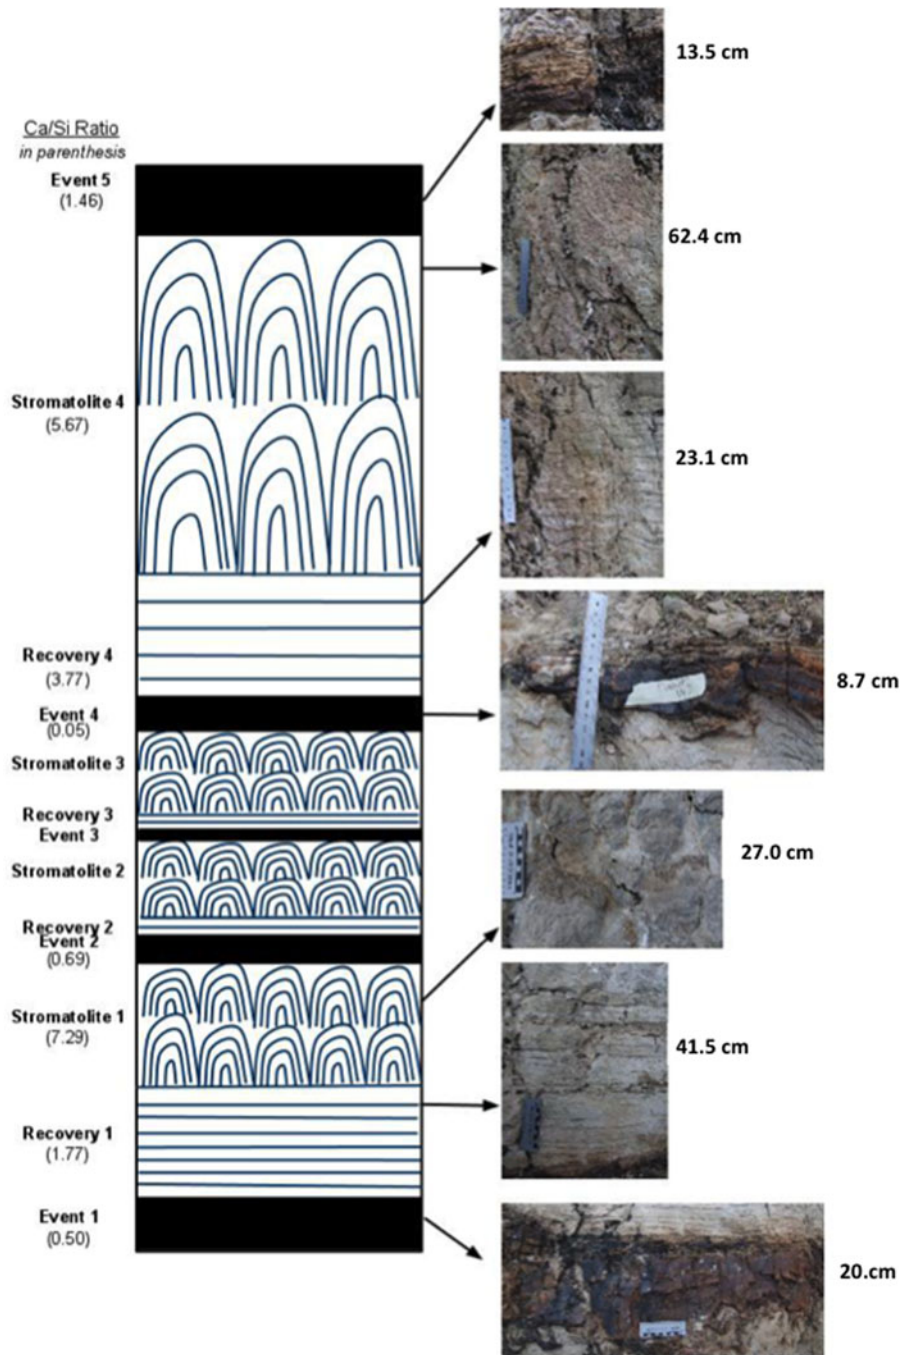 13.5 cm
Ca/Si Ratio
in parenthesis
Event 5
(1.46)
62.4 cm
Stromatolite 4
(5.67)
23.1 cm
Recovery 4
(3.77)
8.7 cm
Event 4
(0.05)
Stromatolite 3
Recovery 3
Event 3
27.0 cm
Stromatolite 2
Recovery 2
Event 2
(0.69)
Stromatolite 1
(7.29)
41.5 cm
Recovery 1
(1.77)
Event 1
(0.50)
20.cm